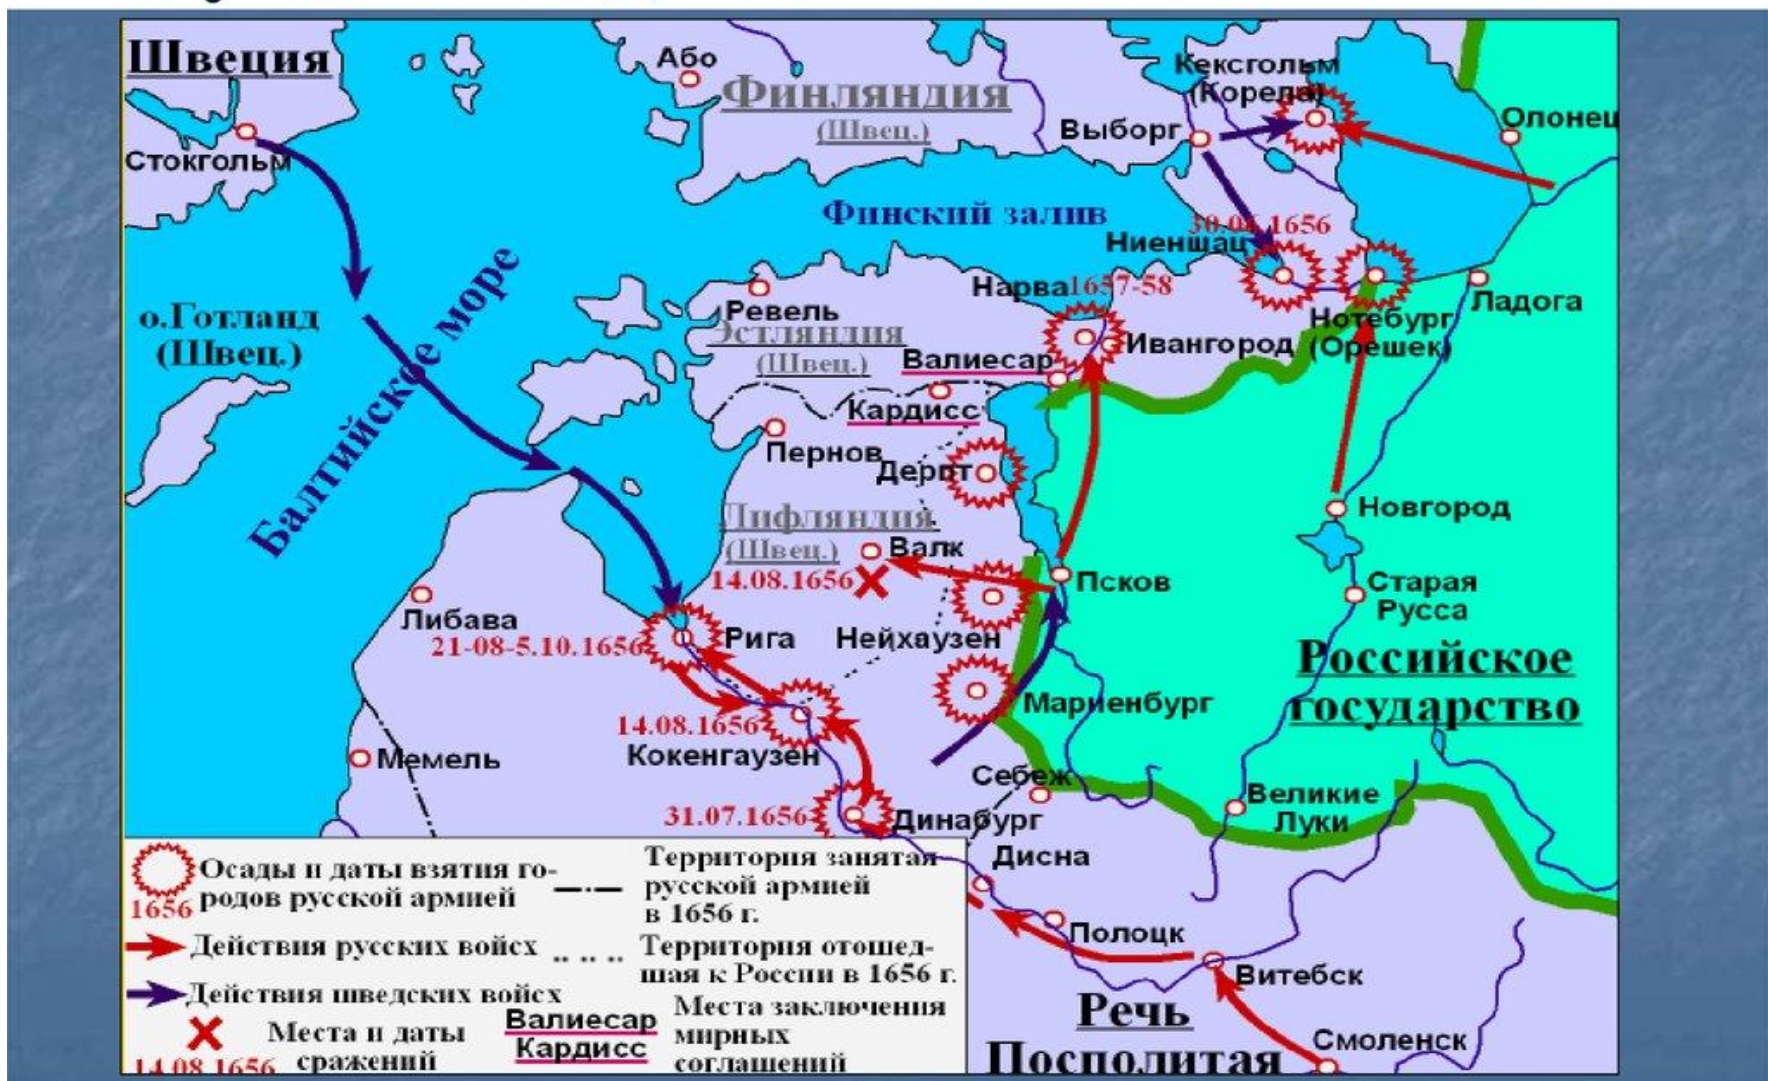 Швеция
Або
Финляндия
(Швец.)
Кексгольм
(Корела)
Олонец
Выборг
Стокгольм
Финский залив
30.06.1656
Ниеншац
Нарва
1657-58
Ладога
Ревель
Нотебург
(Орешек)
о.Готланд
(Швец.)
Балтийское море
Эстляндия
(Швец.)
Ивангород
Валиесар
Кардисс
Пернов
Дерпт
Лифляндия
(Швец.)
Валк
14.08.1656
Новгород
Псков
Старая
Русса
Либава
21-08-5.10.1656
Рига
Нейхаузен
Российское
государство
Мариенбург
14.08.1656
Кокенгаузен
Мемель
Себеж
31.07.1656
Динабург
Великие
Луки
Дисна
Полоцк
Витебск
Речь
Посполитая
Смоленск
Осады и даты взятия го-
родов русской армией
1656
Действия русских войсх
Действия шведских войсх
Места и даты
сражений
14.08.1656
Территория занятая
русской армией
в 1656 г.
Территория отошед-
шая к России в 1656 г.
Валиесар
Кардисс
Места заключения
мирных
соглашений